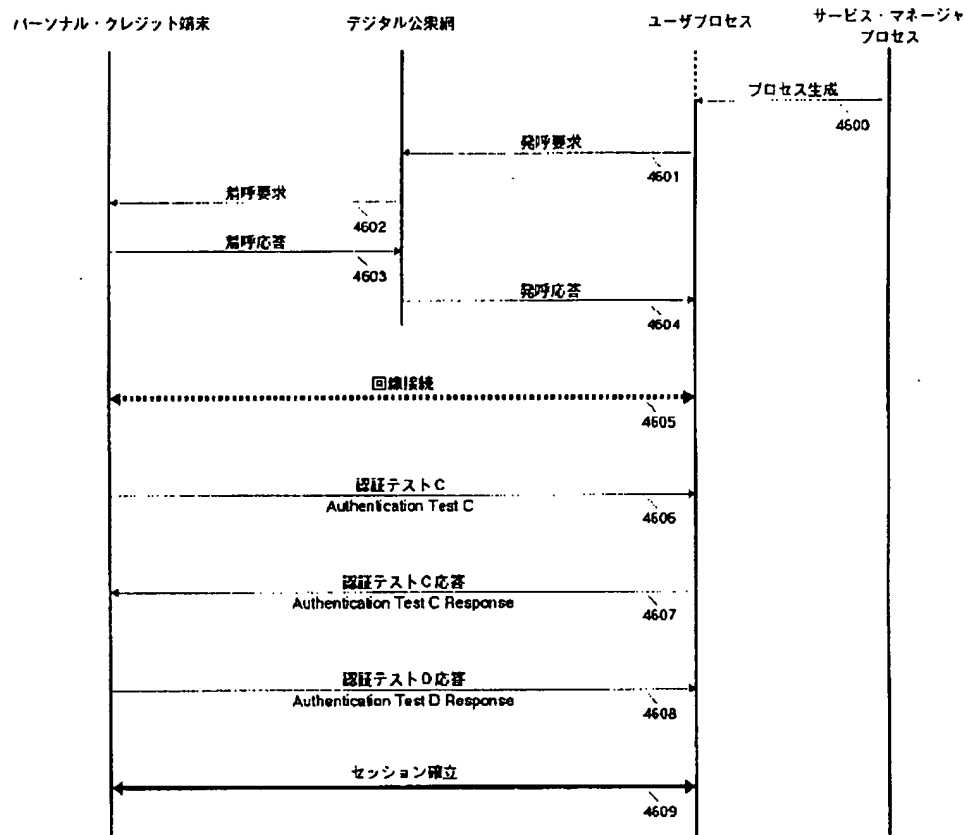 パーソナル・クレジット端末
デジタル公衆網
ユーザプロセス
サービス・マネージャ
プロセス
プロセス生成
4600
発呼要求
4601
着呼要求
4602
着呼応答
4603
発呼応答
4604
回線接続
4605
認証テストC
Authentication Test C
4606
認証テストC応答
Authentication Test C Response
4607
認証テストD応答
Authentication Test D Response
4608
セッション確立
4609